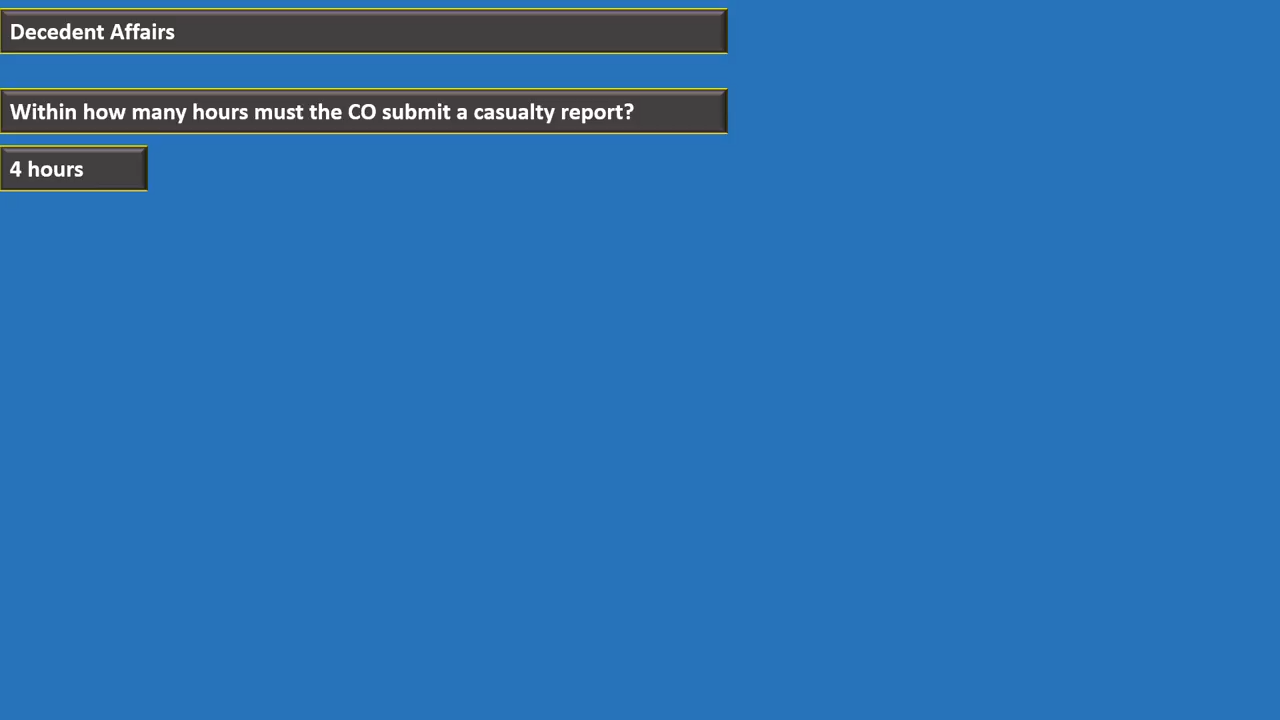 Decedent Affairs
Within how many hours must the CO submit a casualty report?
4 hours